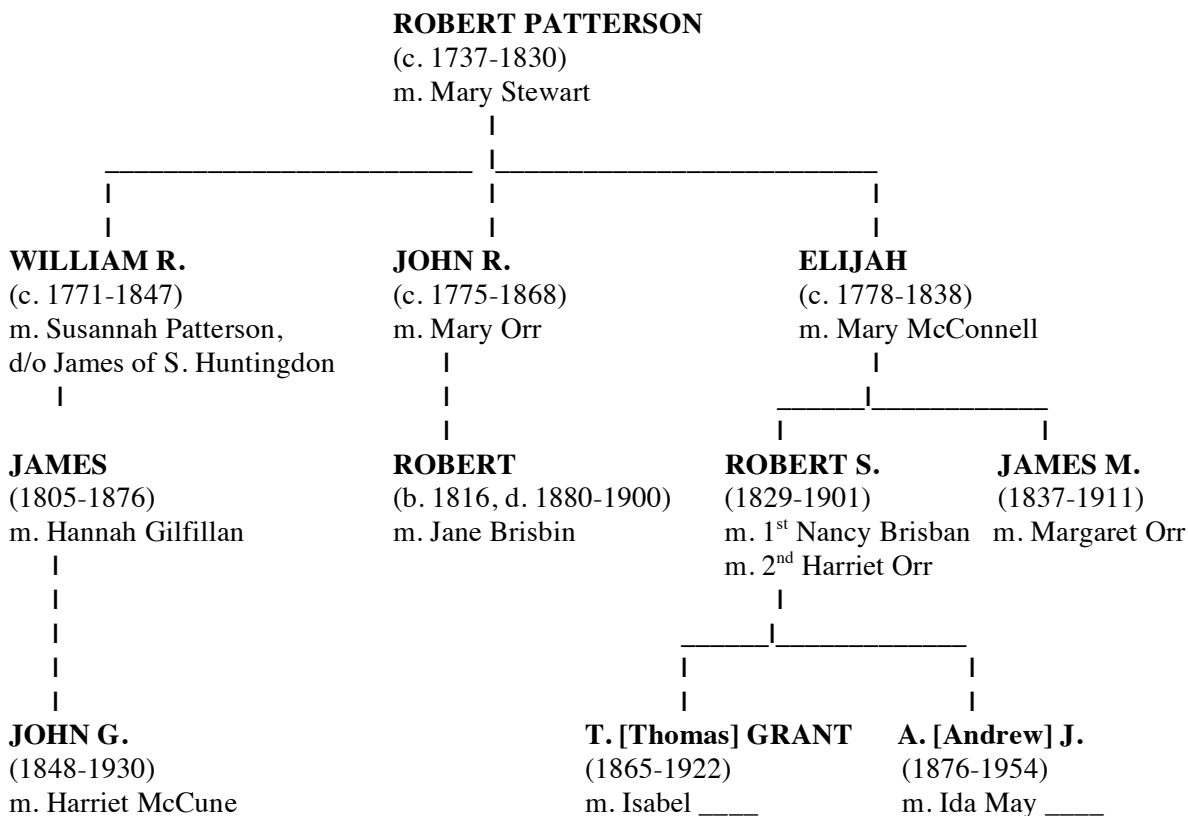 ROBERT PATTERSON
(c. 1737-1830)
m. Mary Stewart
WILLIAM R. JOHN R. ELIJAH
(c. 1771-1847) (c. 1775-1868) (c. 1778-1838)
m. Susannah Patterson, m. Mary Orr m. Mary McConnell
d/o James of S. Huntingdon
JAMES ROBERT ROBERT S. JAMES M.
(1805-1876) (b. 1816, d. 1880-1900) (1829-1901) (1837-1911)
m. Hannah Gilfillan m. Jane Brisbin m. 1st Nancy Brisban m. Margaret Orr
m. 2nd Harriet Orr
JOHN G. T. [Thomas] GRANT A. [Andrew] J.
(1848-1930) (1865-1922) (1876-1954)
m. Harriet McCune m. Isabel ____ m. Ida May ____